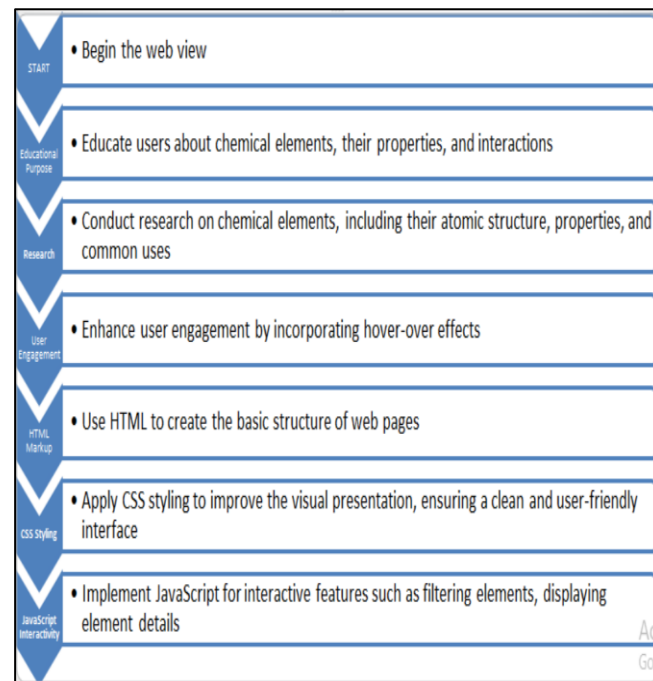 START
• Begin the web view
Educational
Purpose
• Educate users about chemical elements, their properties, and interactions
Research
• Conduct research on chemical elements, including their atomic structure, properties, and
common uses
User
Engagement
• Enhance user engagement by incorporating hover-over effects
HTML
Markup
• Use HTML to create the basic structure of web pages
CSS Styling
• Apply CSS styling to improve the visual presentation, ensuring a clean and user-friendly
interface
JavaScript
Interactivity
• Implement JavaScript for interactive features such as filtering elements, displaying
element details
Ac
Go